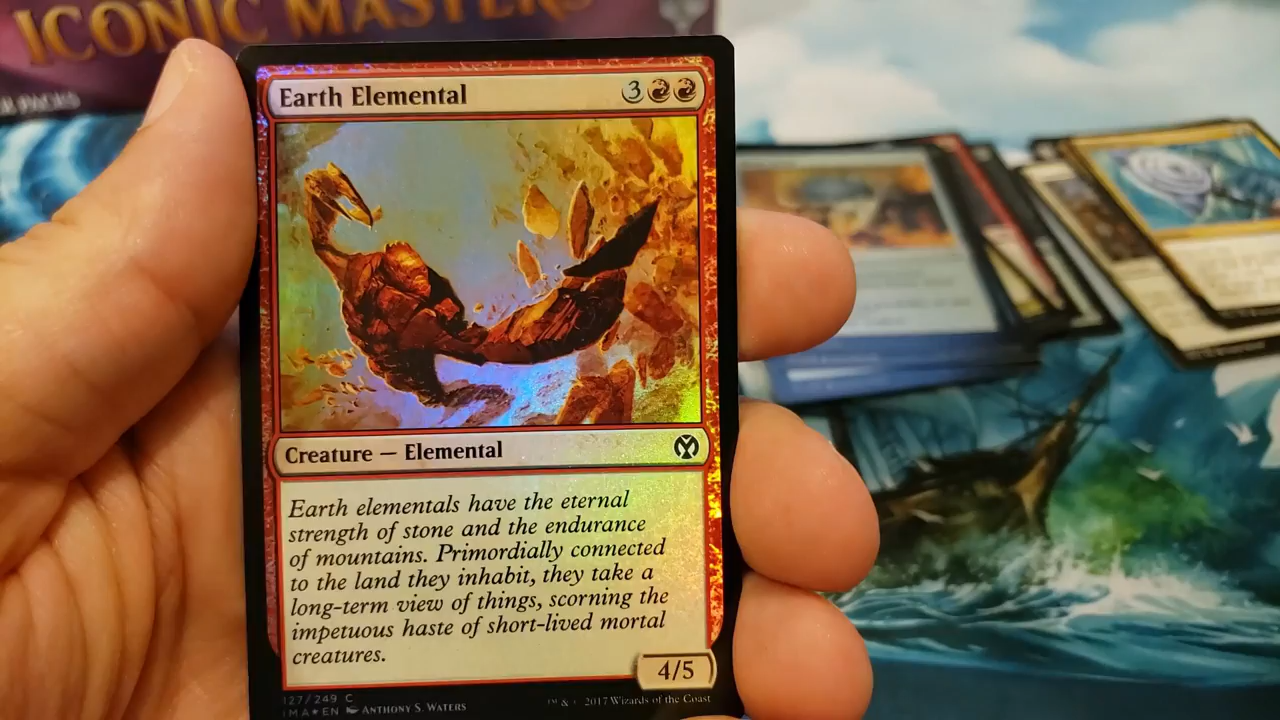 ICONIC MASTERS
R PACKS
Earth Elemental
3
Creature — Elemental
Earth elementals have the eternal
strength of stone and the endurance
of mountains. Primordially connected
to the land they inhabit, they take a
long-term view of things, scorning the
impetuous haste of short-lived mortal
creatures.
4/5
127/249 C
IMA★EN ANTHONY S. WATERS
™ & © 2017 Wizards of the Coast